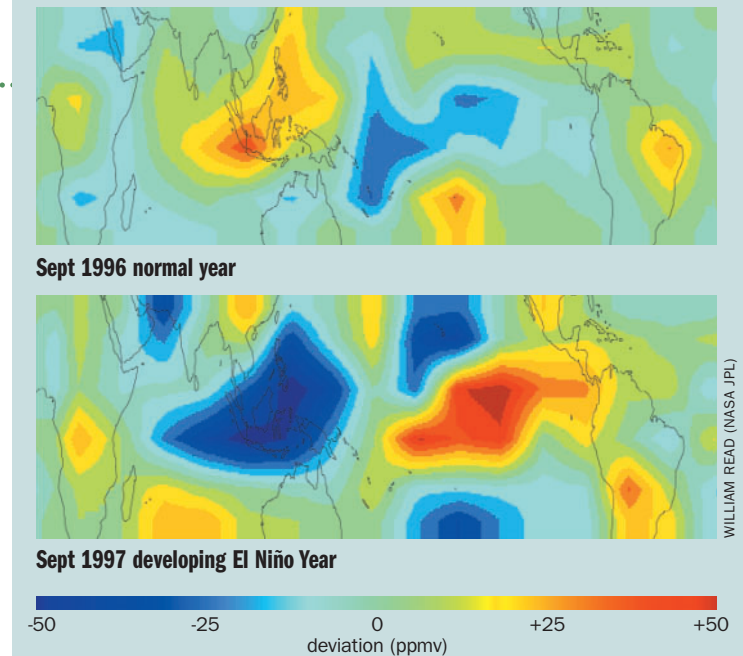 Sept 1996 normal year
WILLIAM READ (NASA JPL)
Sept 1997 developing El Niño Year
-50 -25 0 +25 +50
deviation (ppmv)